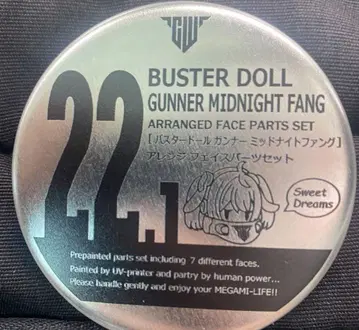 CW
22.1
BUSTER DOLL
GUNNER MIDNIGHT FANG
ARRANGED FACE PARTS SET
[バスタードール ガンナー ミッドナイトファング]
アレンジフェイスパーツセット
Sweet
Dreams
Prepainted parts set including 7 different faces.
Painted by UV-printer and partry by human power...
Please handle gently and enjoy your MEGAMI-LIFE!!